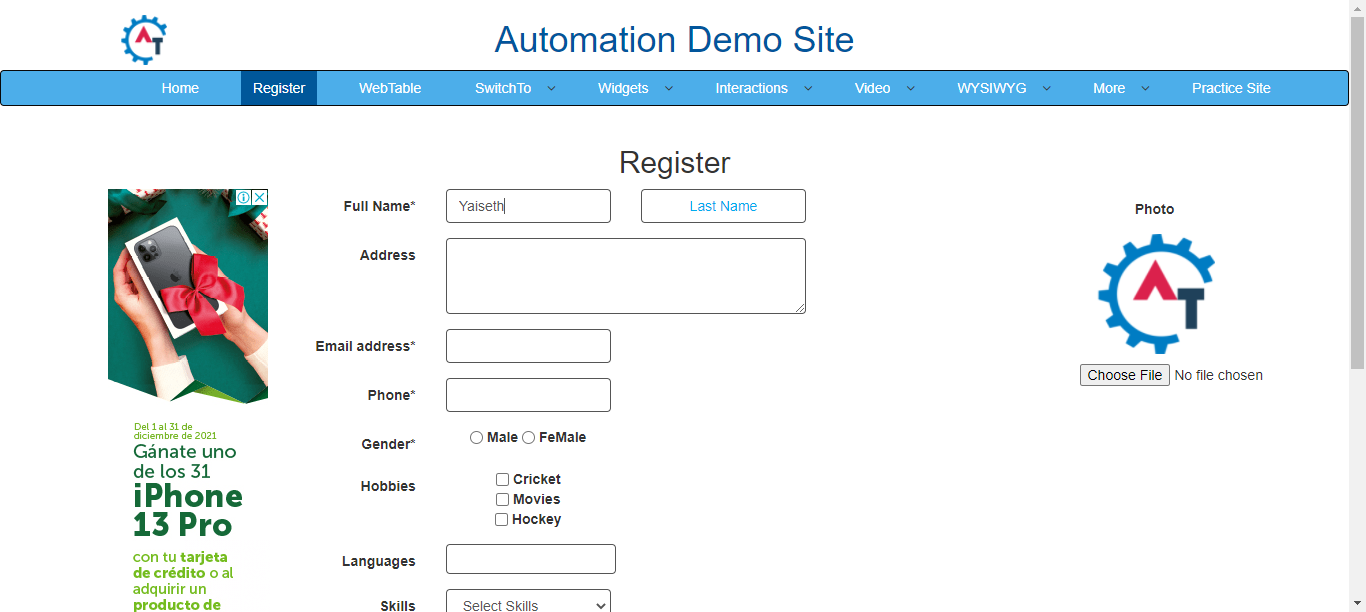 AT
Automation Demo Site
Home Register WebTable SwitchTo Widgets Interactions Video WYSIWYG More Practice Site
Register
Full Name* Yaiseth Last Name
Address
Email address*
Phone*
Gender* Male FeMale
Hobbies Cricket
Movies
Hockey
Languages
Skills Select Skills
Photo
AT
Choose File No file chosen
Del 1 al 31 de
diciembre de 2021
Gánate uno
de los 31
iPhone
13 Pro
con tu tarjeta
de crédito o al
adquirir un
producto de